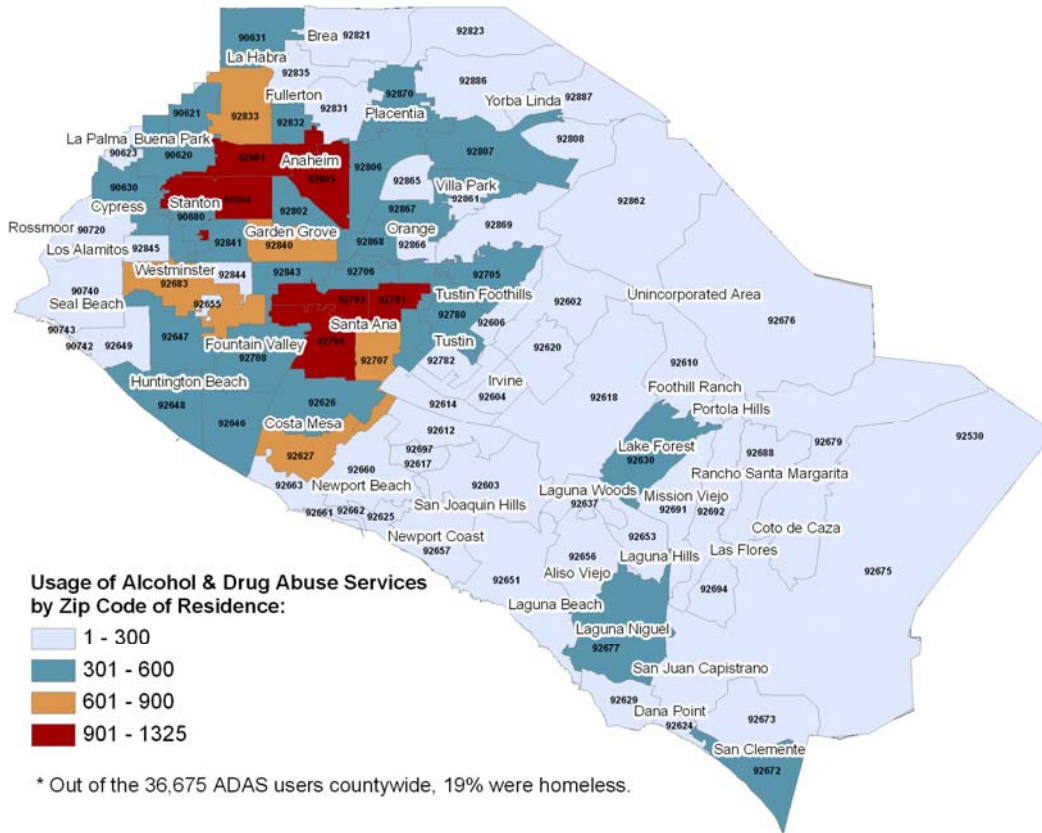 90631
Brea
92821
92823
La Habra
92835
92886
Fullerton
92870
Yorba Linda
92887
92831
90621
92833
92832
Placentia
La Palma
Buena Park
92808
90623
90620
92801
Anaheim
92806
92807
92805
92865
Villa Park
90630
92861
92862
Stanton
92804
Cypress
92802
92867
90680
Rossmoor
90720
Garden Grove
Orange
92869
Los Alamitos
92845
92841
92840
92868
92866
Westminster
92844
92843
92706
92705
90740
92683
Tustin Foothills
Seal Beach
92655
92703
92701
92602
Unincorporated Area
92780
92676
90743
92647
Santa Ana
92606
90742
92649
Fountain Valley
92704
Tustin
92620
92708
92707
92782
92610
Huntington Beach
Irvine
Foothill Ranch
92648
92626
92614
92604
92618
Portola Hills
92646
Costa Mesa
92612
92679
92530
92627
92697
Lake Forest
92688
92617
92630
Rancho Santa Margarita
92660
92663
Newport Beach
92603
Laguna Woods
Mission Viejo
92661
92662
92625
San Joaquin Hills
92637
92691
92692
Coto de Caza
Newport Coast
92653
92657
92656
Laguna Hills
Las Flores
Aliso Viejo
92675
92651
92694
Laguna Beach
Laguna Niguel
92677
San Juan Capistrano
92629
Dana Point
92673
92624
San Clemente
92672
Usage of Alcohol & Drug Abuse Services
by Zip Code of Residence:
1 - 300
301 - 600
601 - 900
901 - 1325
* Out of the 36,675 ADAS users countywide, 19% were homeless.